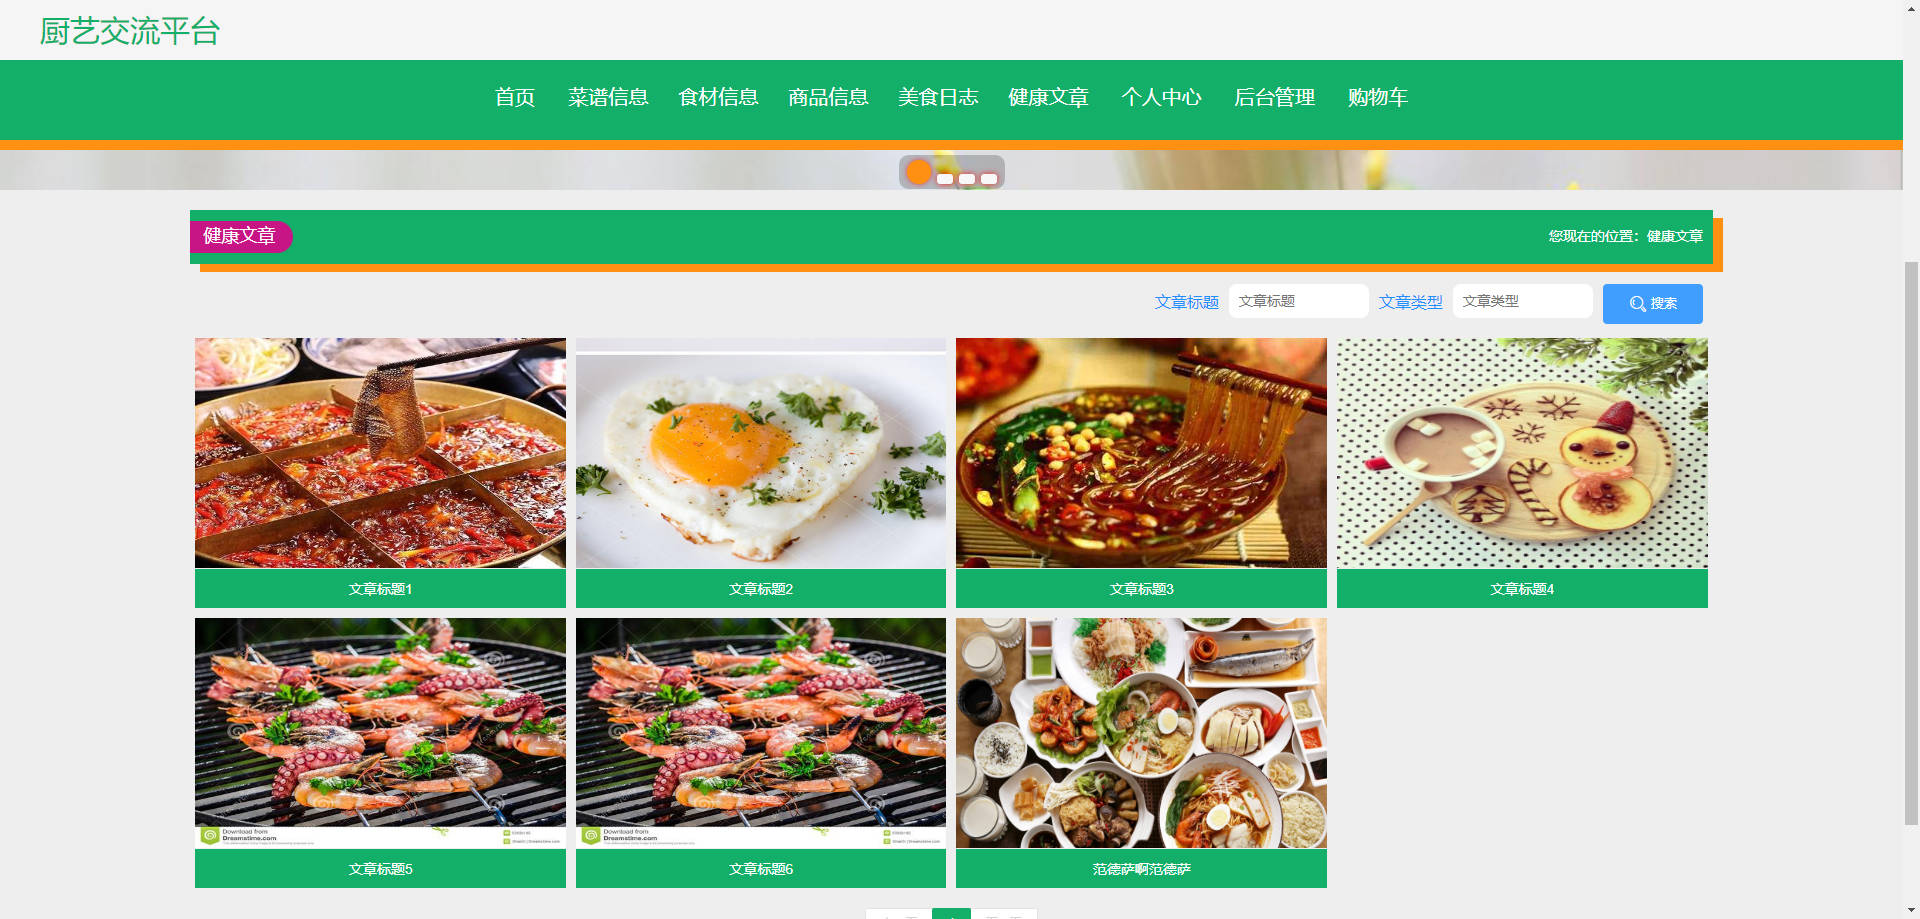 厨艺交流平台
首页 菜谱信息 食材信息 商品信息 美食日志 健康文章 个人中心 后台管理 购物车
健康文章
您现在的位置：健康文章
文章标题 文章标题 文章类型 文章类型 搜索
文章标题1
文章标题2
文章标题3
文章标题4
Download from
Dreamstime.com
Download from
Dreamstime.com
文章标题5
文章标题6
范德萨啊范德萨